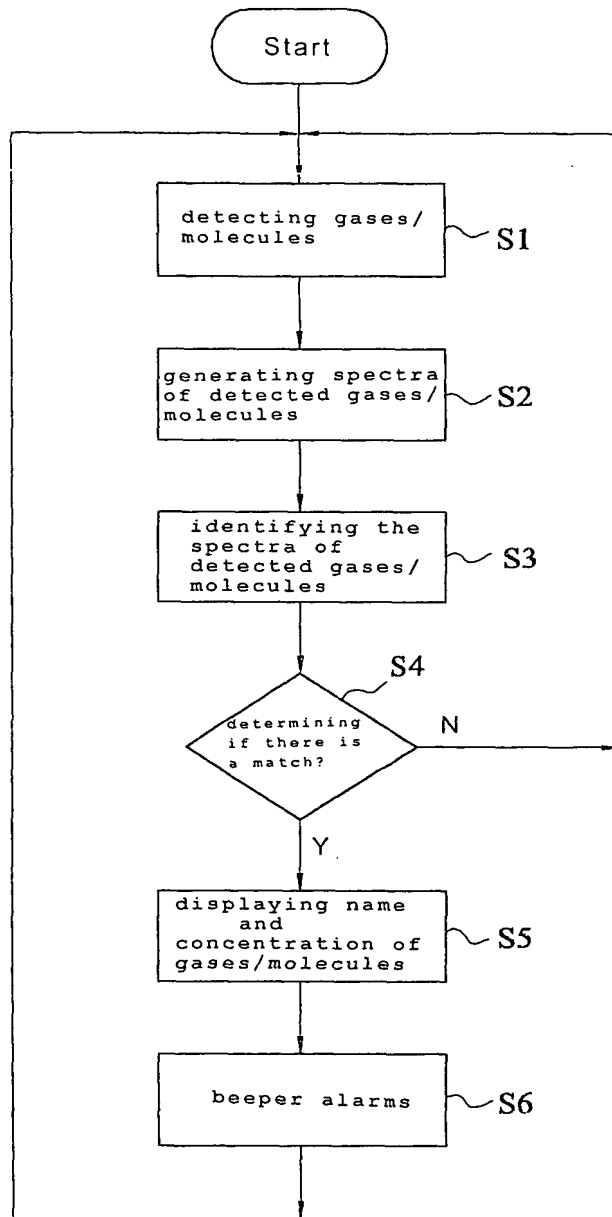 Start
detecting gases/
molecules
S1
generating spectra
of detected gases/
molecules
S2
identifying the
spectra of
detected gases/
molecules
S3
S4
determining
if there is
a match?
N
Y
displaying name
and
concentration of
gases/molecules
S5
beeper alarms
S6